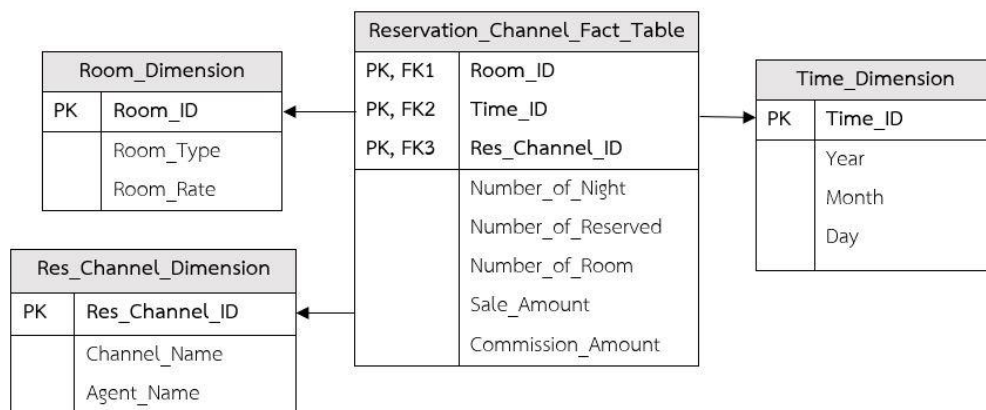 Reservation_Channel_Fact_Table
PK, FK1 Room_ID
PK, FK2 Time_ID
PK, FK3 Res_Channel_ID
Number_of_Night
Number_of_Reserved
Number_of_Room
Sale_Amount
Commission_Amount
Room_Dimension
PK Room_ID
Room_Type
Room_Rate
Time_Dimension
PK Time_ID
Year
Month
Day
Res_Channel_Dimension
PK Res_Channel_ID
Channel_Name
Agent_Name